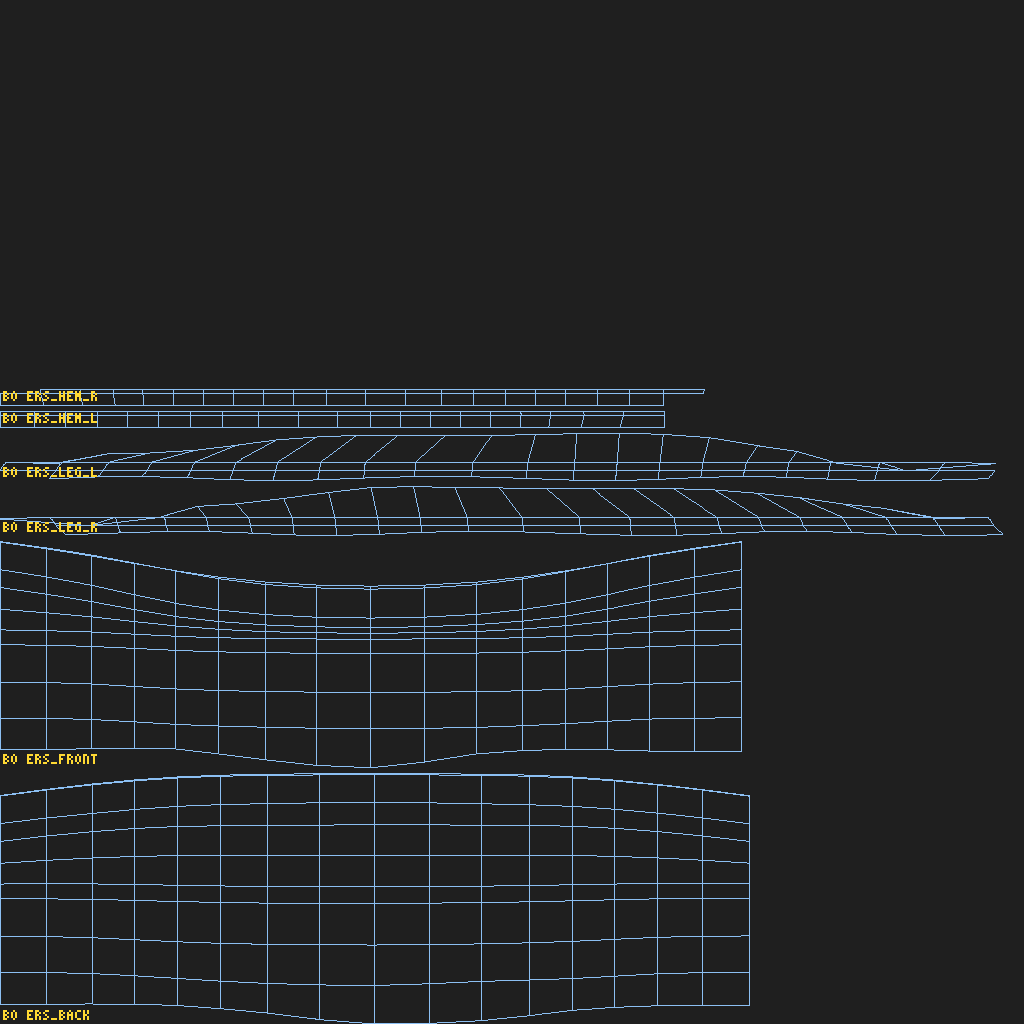 BO ERS_HEM_R
BO ERS_HEM_L
BO ERS_LEG_L
BO ERS_LEG_R
BO ERS_FRONT
BO ERS_BACK